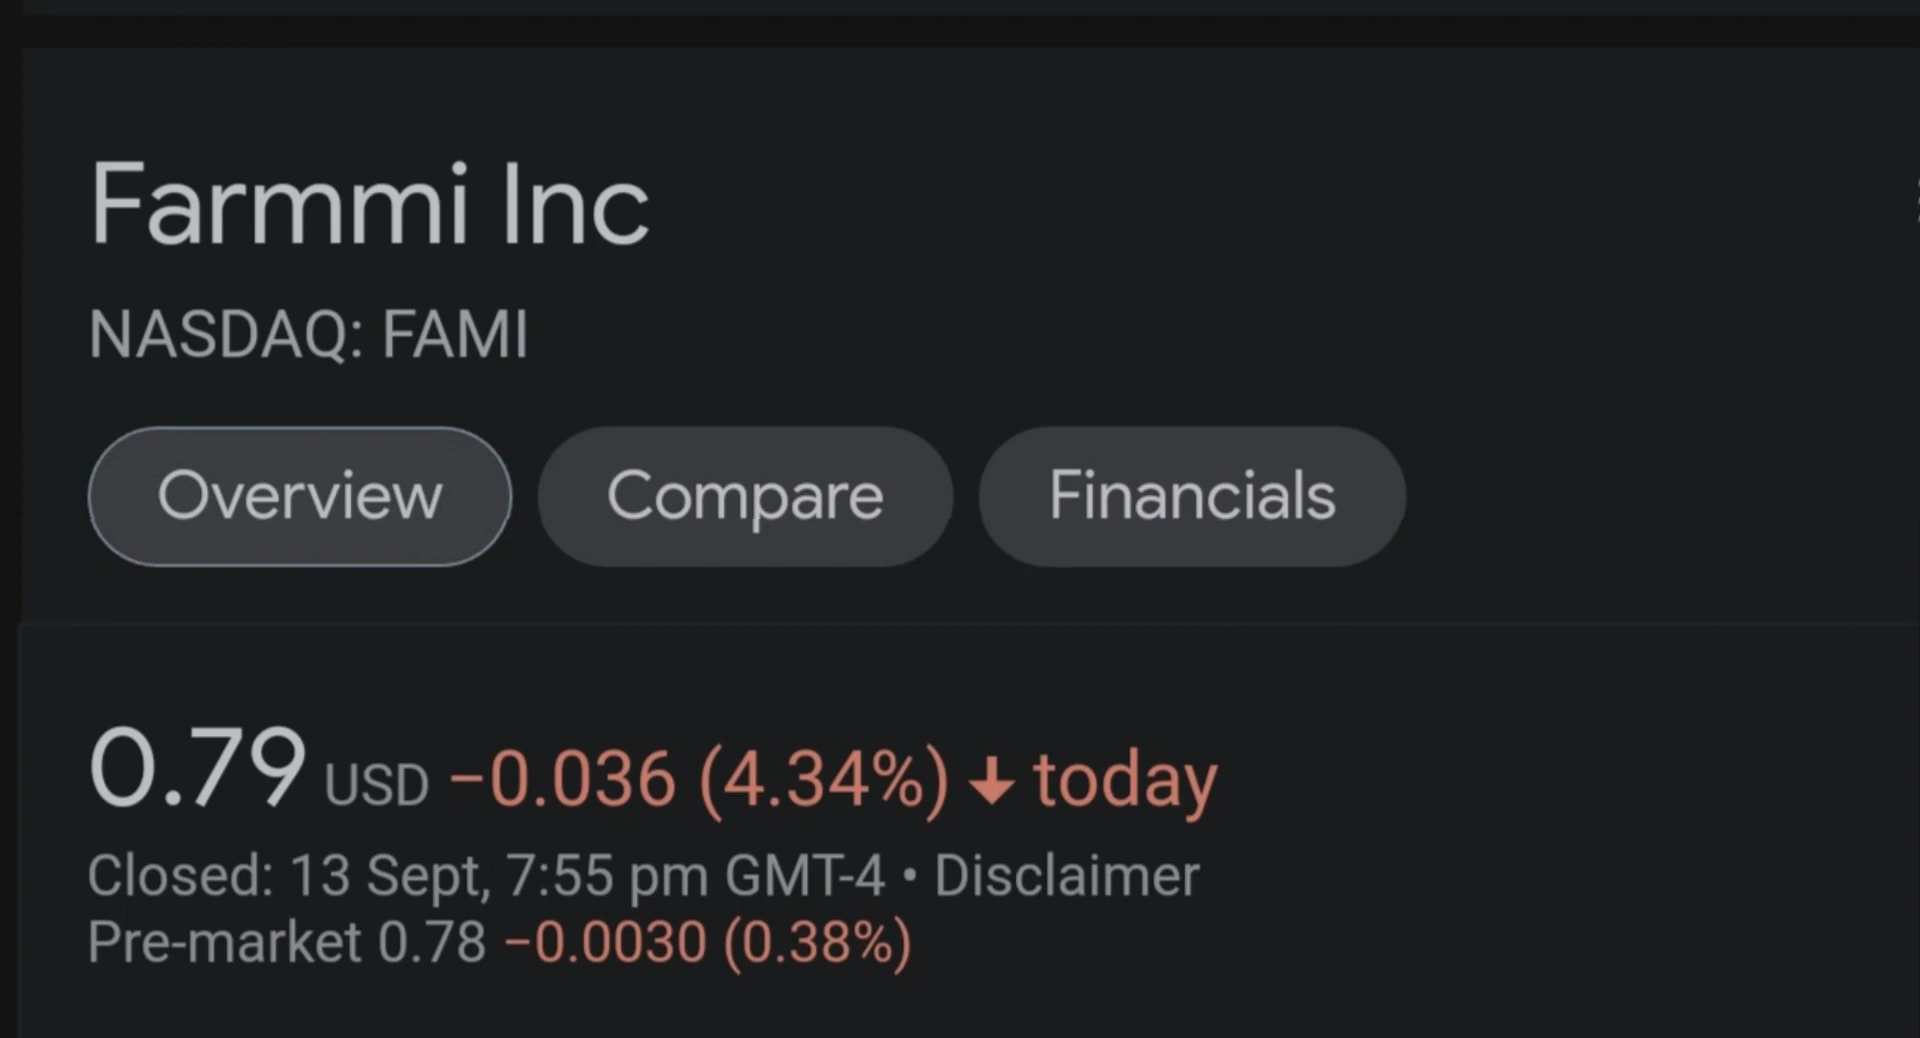 Farmmi Inc
NASDAQ: FAMI
Overview Compare Financials
0.79 USD −0.036 (4.34%) ↓ today
Closed: 13 Sept, 7:55 pm GMT-4 • Disclaimer
Pre-market 0.78 −0.0030 (0.38%)